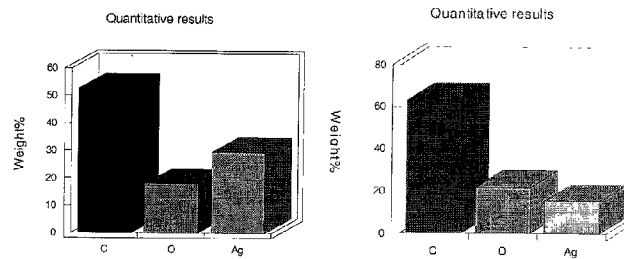 Quantitative results
Weight%
60
50
40
30
20
10
0
C
O
Ag
Quantitative results
Weight%
80
60
40
20
0
C
O
Ag